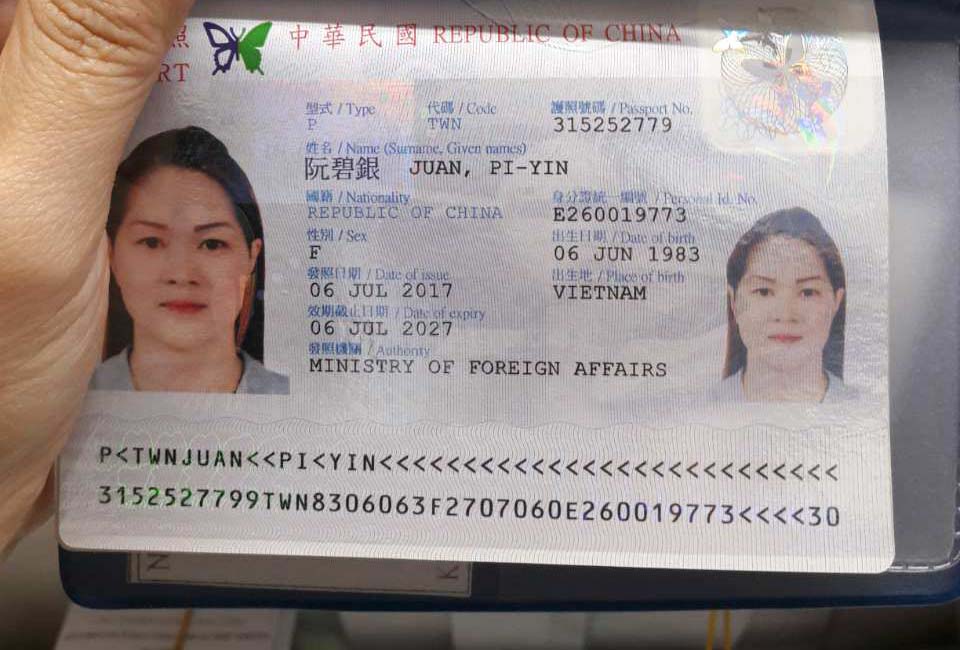 照 中華民國 REPUBLIC OF CHINA
RT
型式 / Type 代碼 / Code 護照號碼 / Passport No.
P TWN 315252779
姓名 / Name (Surname, Given names)
阮碧銀 JUAN, PI-YIN
國籍 / Nationality 身分證統一編號 / Personal Id. No.
REPUBLIC OF CHINA E260019773
性別 / Sex 出生日期 / Date of birth
F 06 JUN 1983
發照日期 / Date of issue 出生地 / Place of birth
06 JUL 2017 VIETNAM
效期截止日期 / Date of expiry
06 JUL 2027
發照機關 / Authority
MINISTRY OF FOREIGN AFFAIRS
P<TWNJUAN<<PI<YIN<<<<<<<<<<<<<<<<<<<<<<<<<<<
3152527799TWN8306063F2707060E260019773<<<<30
N K